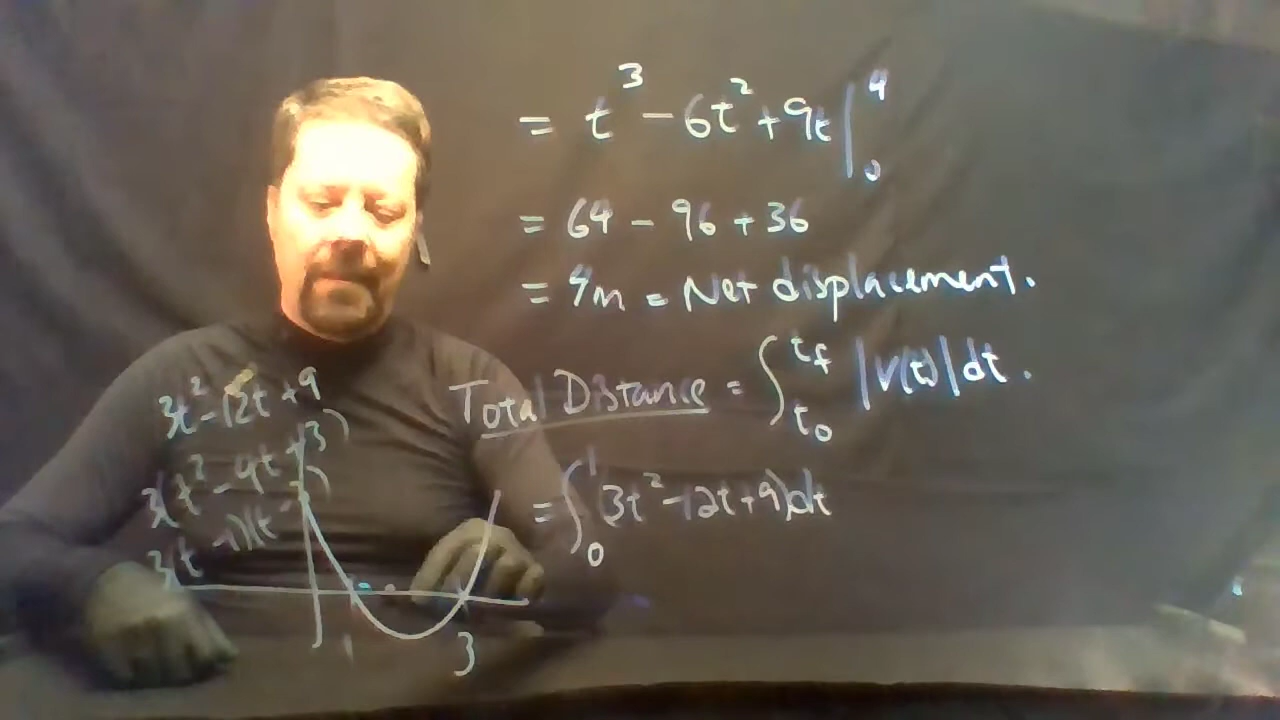 = t³ - 6t² + 9t |₀⁴
= 64 - 96 + 36
= 4m = Net displacement.
Total Distance = ∫_{t₀}^{t_f} |v(t)| dt.
= ∫₀¹ (3t² - 12t + 9) dt
3t² - 12t + 9
3(t² - 4t + 3)
3(t - 1)(t - 3)
1 3